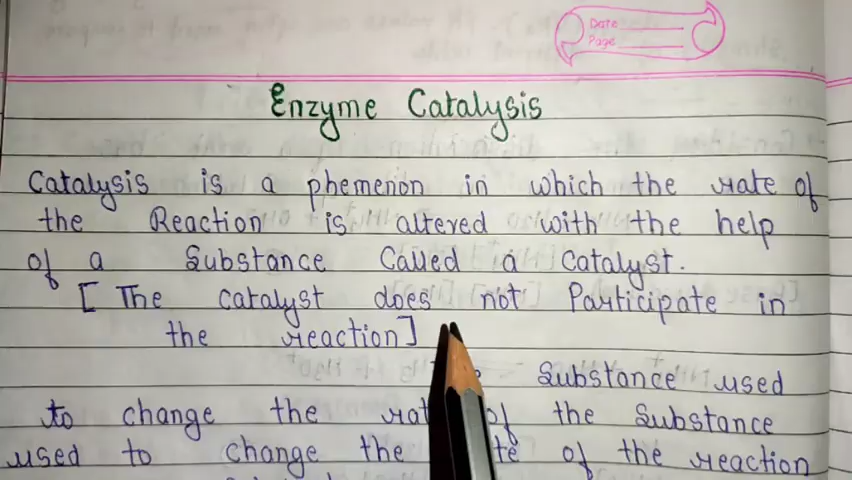 Date
Page
Enzyme Catalysis
Catalysis is a phemenon in which the rate of
the Reaction is altered with the help
of a Substance Called a Catalyst.
[ The catalyst does not Participate in
the reaction]
Substance used
to change the of the Substance
used to change the of the reaction